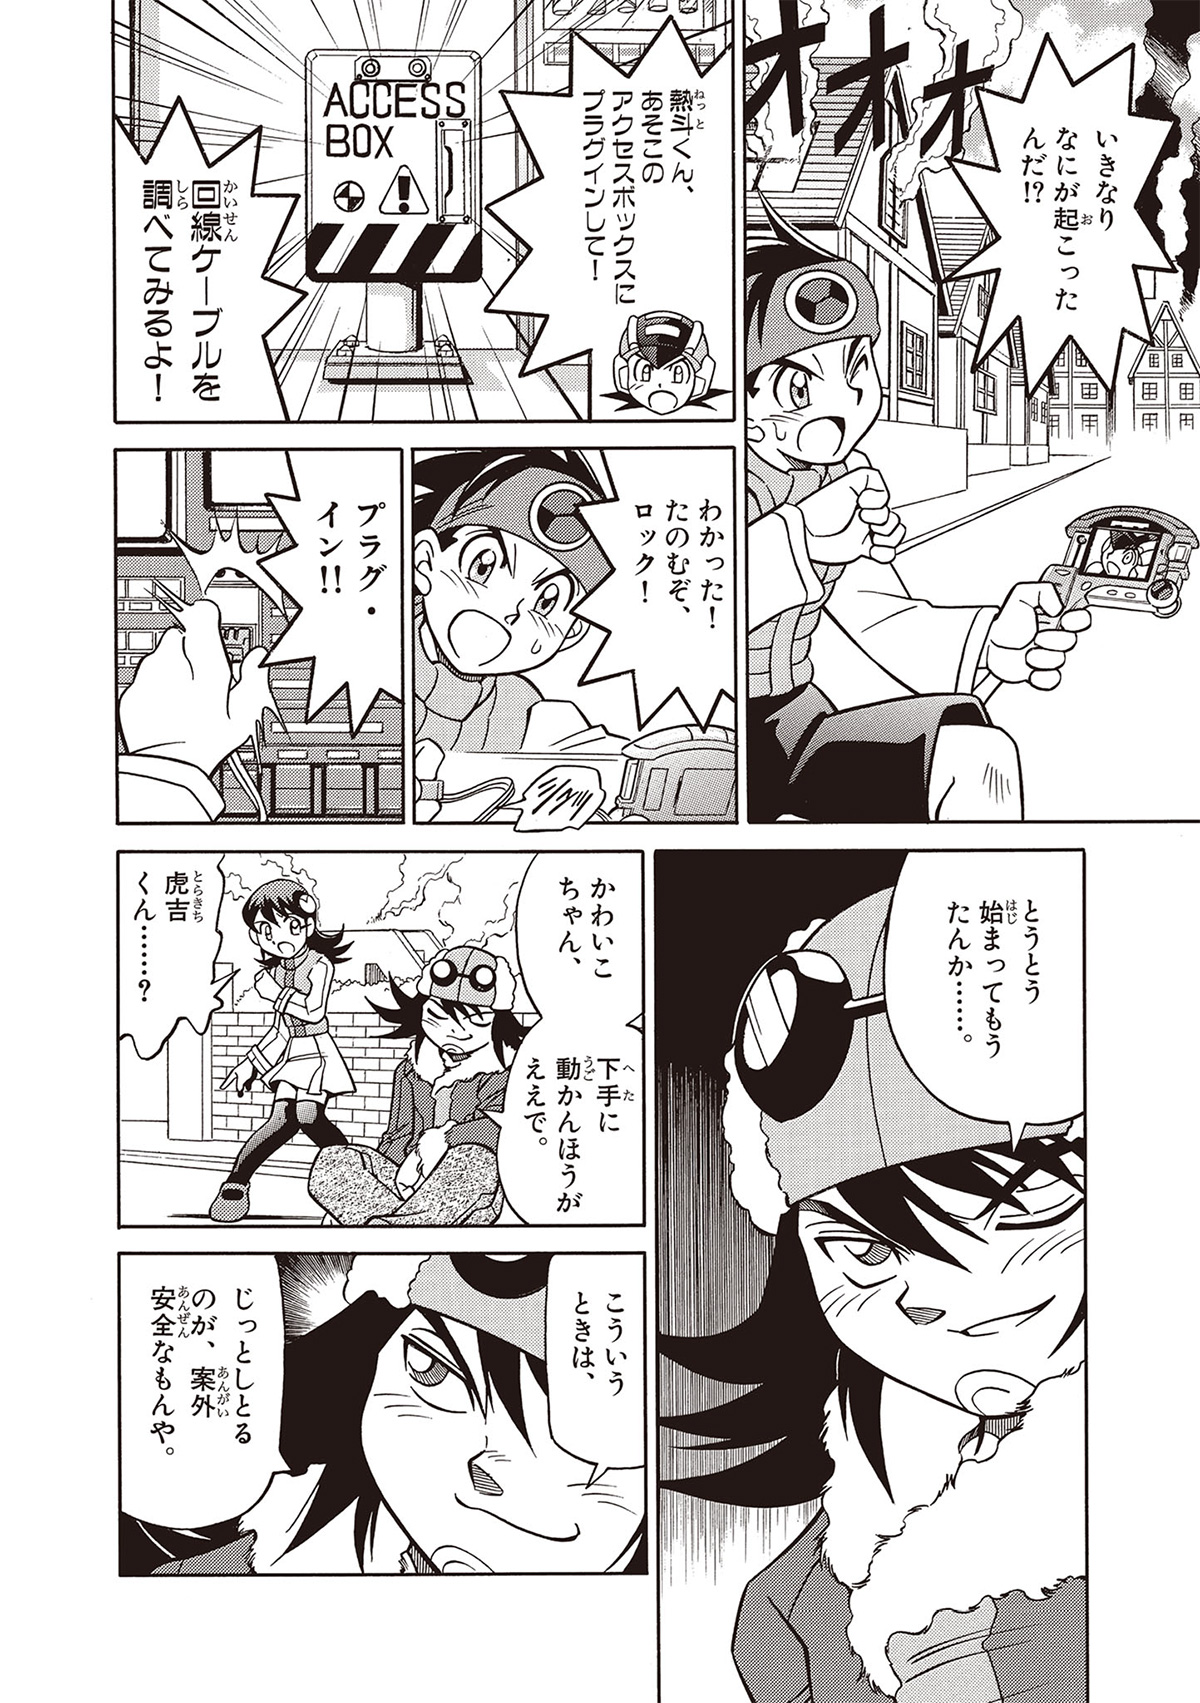 オオオオ
いきなり
なにが起こった
んだ!?
熱斗くん、
あそこの
アクセスボックスに
プラグインして!
ACCESS
BOX
回線ケーブルを
調べてみるよ!
わかった!
たのむぞ、
ロック!
プラグ・
イン!!
とうとう
始まってもう
たんか……。
かわいこ
ちゃん、
下手に
動かんほうが
ええで。
虎吉
くん……?
こういう
ときは、
じっとしとる
のが、案外
安全なもんや。